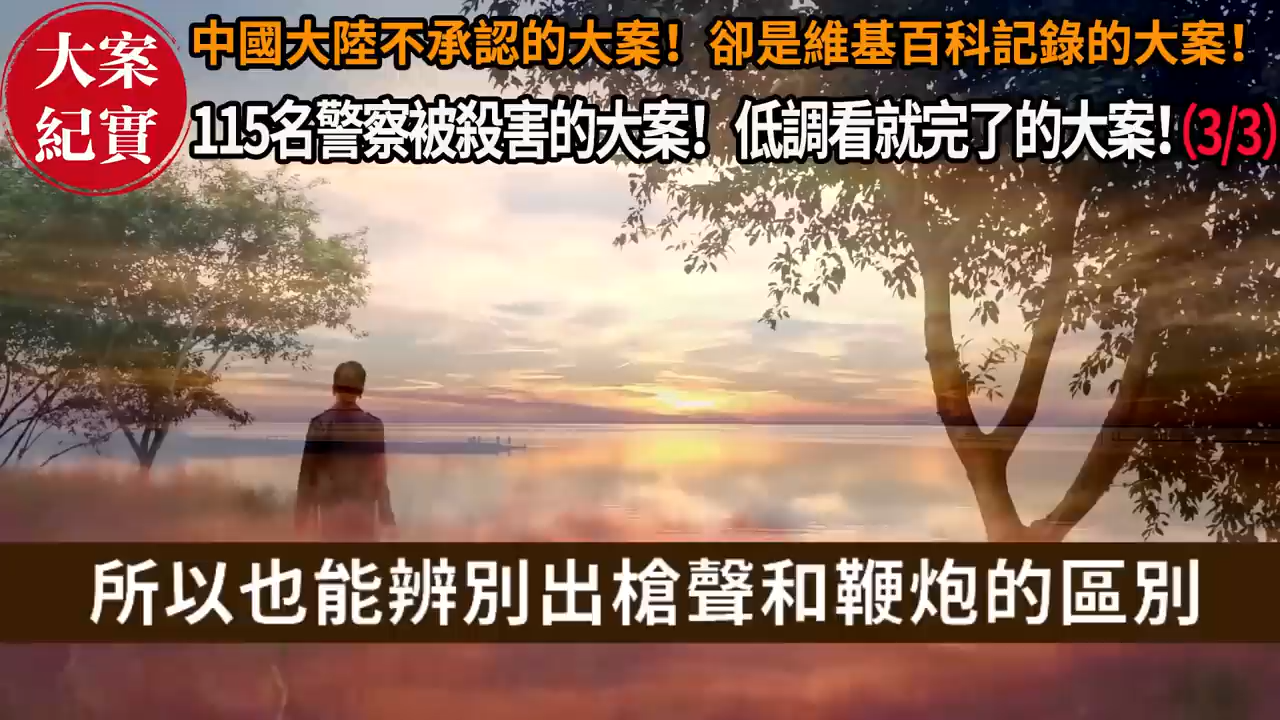 大案
紀實
中國大陸不承認的大案！卻是維基百科記錄的大案！
115名警察被殺害的大案！低調看就完了的大案！(3/3)
所以也能辨別出槍聲和鞭炮的區別